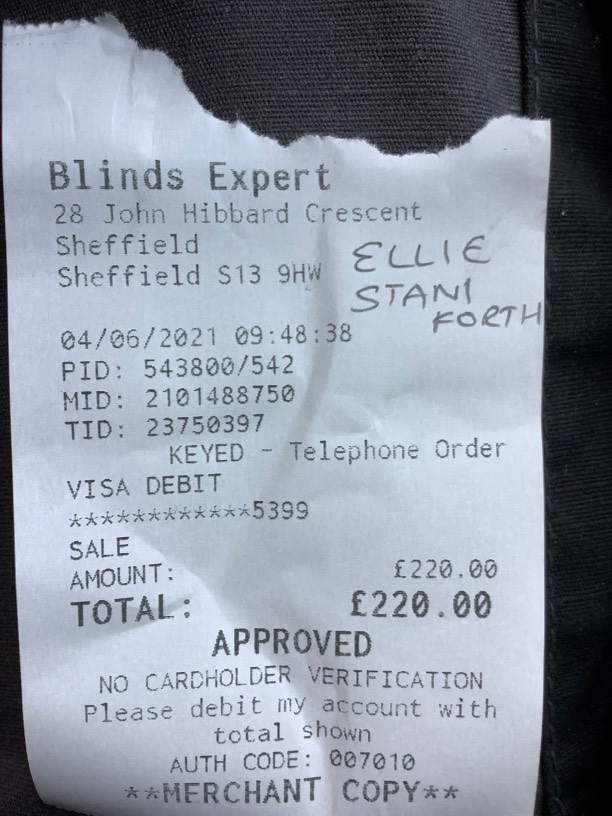 Blinds Expert
28 John Hibbard Crescent
Sheffield
Sheffield S13 9HW
ELLIE
STANI
FORTH
04/06/2021 09:48:38
PID: 543800/542
MID: 2101488750
TID: 23750397
KEYED - Telephone Order
VISA DEBIT
************5399
SALE
AMOUNT: £220.00
TOTAL: £220.00
APPROVED
NO CARDHOLDER VERIFICATION
Please debit my account with
total shown
AUTH CODE: 007010
**MERCHANT COPY**